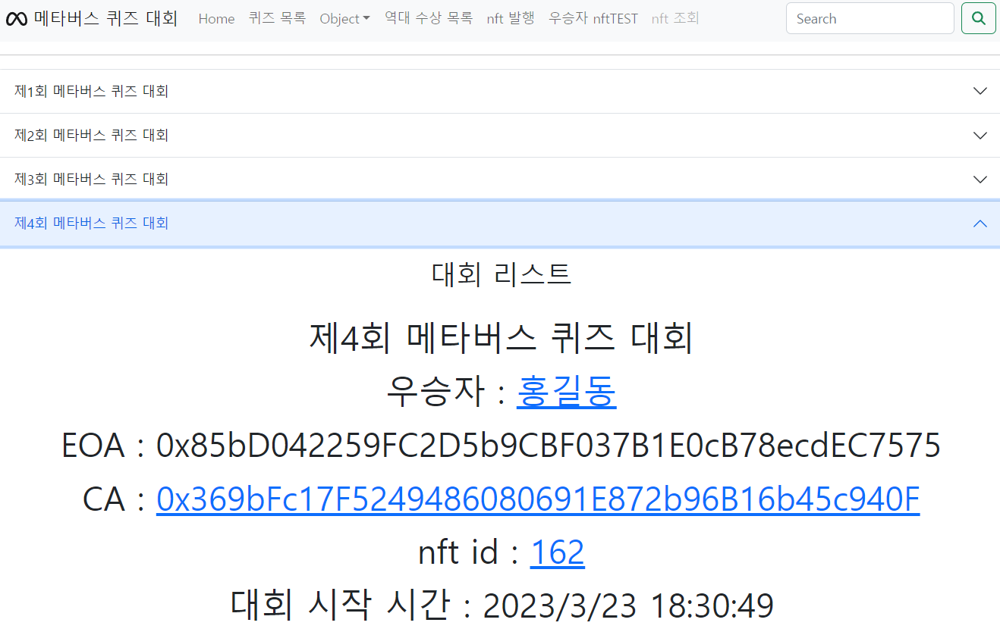 메타버스 퀴즈 대회 Home 퀴즈 목록 Object 역대 수상 목록 nft 발행 우승자 nftTEST nft 조회 Search
제1회 메타버스 퀴즈 대회
제2회 메타버스 퀴즈 대회
제3회 메타버스 퀴즈 대회
제4회 메타버스 퀴즈 대회
대회 리스트
제4회 메타버스 퀴즈 대회
우승자 : 홍길동
EOA : 0x85bD042259FC2D5b9CBF037B1E0cB78ecdEC7575
CA : 0x369bFc17F5249486080691E872b96B16b45c940F
nft id : 162
대회 시작 시간 : 2023/3/23 18:30:49